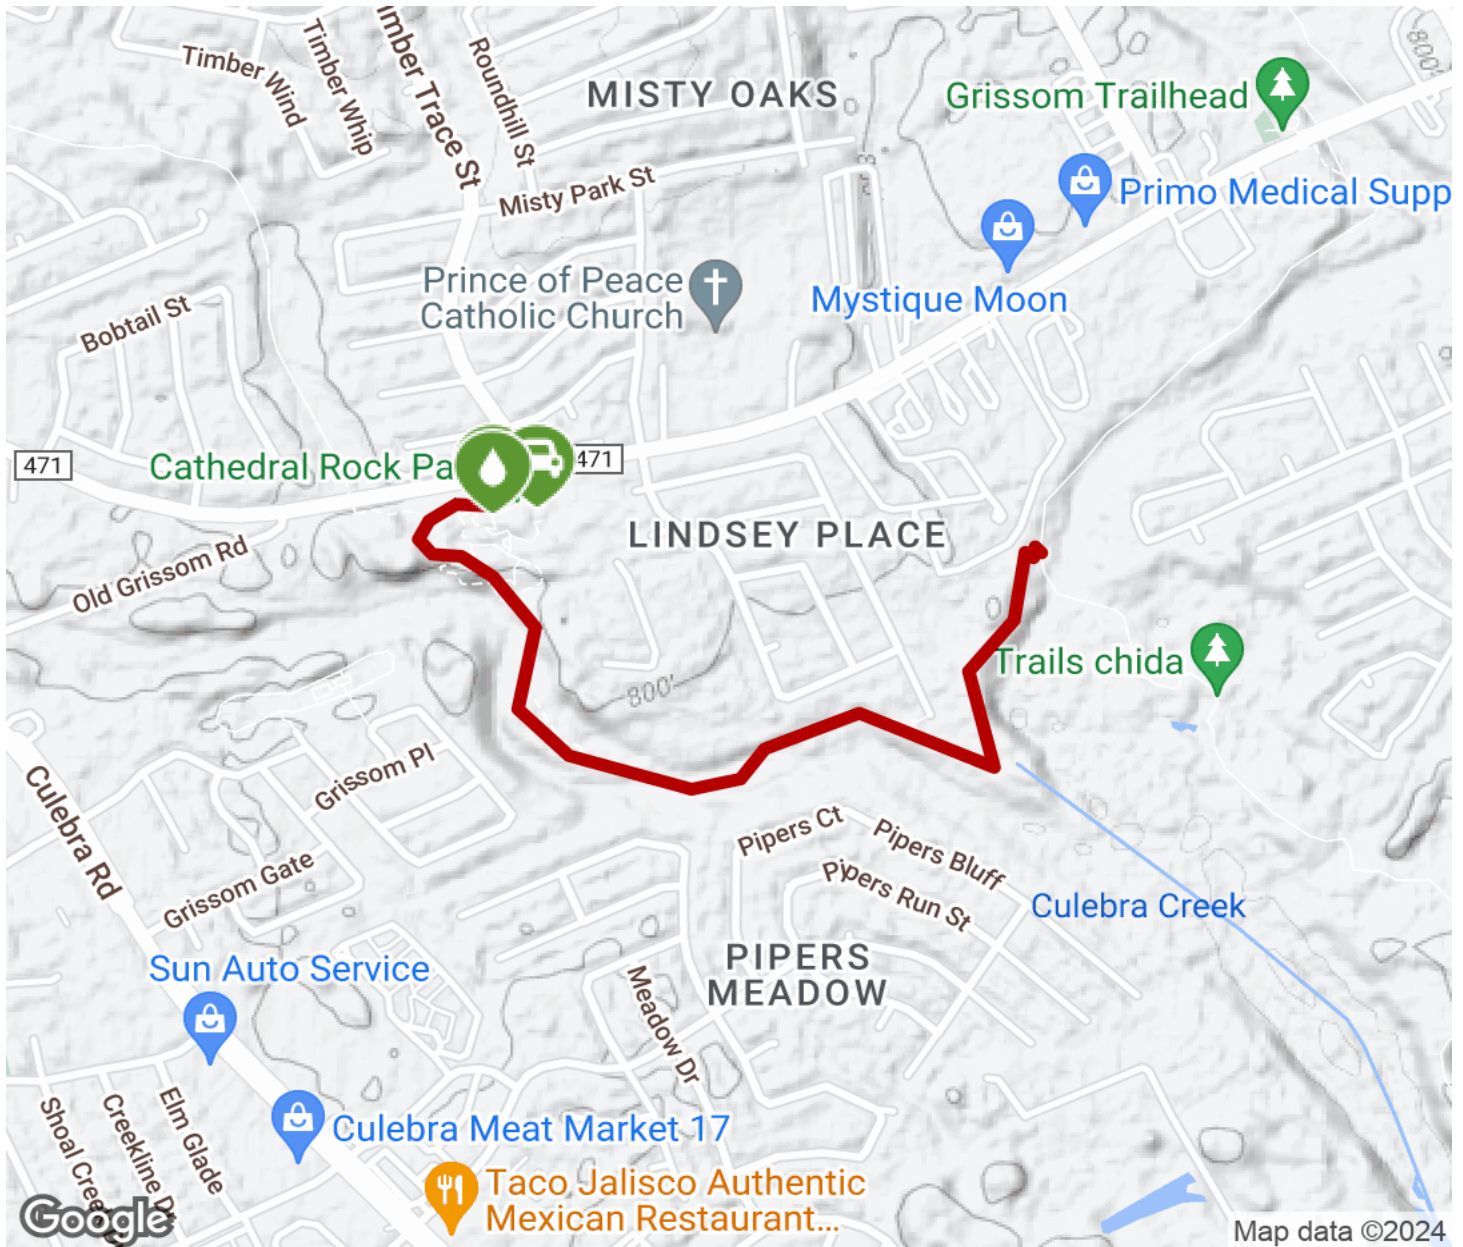 Timber Wind
Timber Whip
Timber Trace St
Roundhill St
MISTY OAKS
Grissom Trailhead
800'
Misty Park St
Primo Medical Supp
Mystique Moon
Prince of Peace
Catholic Church
Bobtail St
471
Cathedral Rock Pa
471
LINDSEY PLACE
Old Grissom Rd
Trails chida
800'
Grissom Pl
Culebra Rd
Pipers Ct
Pipers Bluff
Pipers Run St
Grissom Gate
Culebra Creek
PIPERS
MEADOW
Sun Auto Service
Meadow Dr
Elm Glade
Creekline Dr
Shoal Creek
Culebra Meat Market 17
Taco Jalisco Authentic
Mexican Restaurant...
Google
Map data ©2024